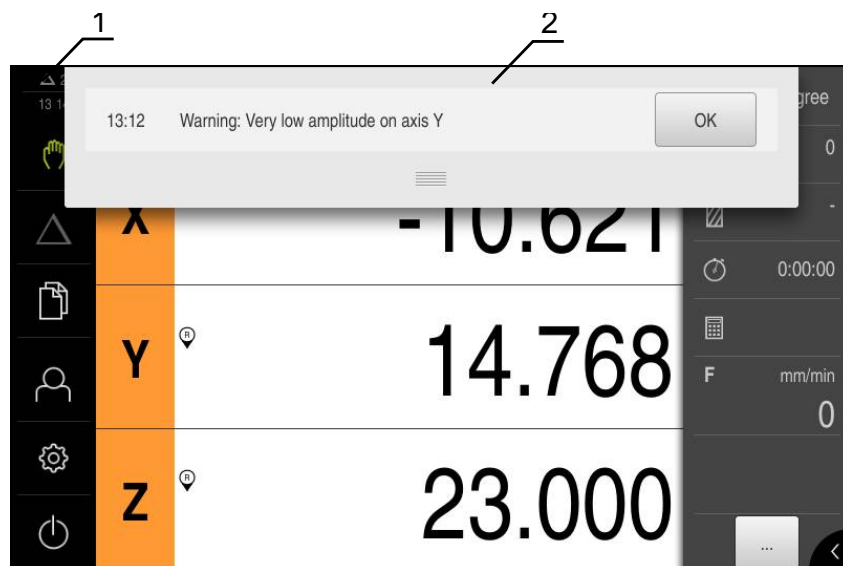 1
2
13:12 Warning: Very low amplitude on axis Y OK
gree
0
X -10.621
-
0:00:00
Y R 14.768
F mm/min
0
Z R 23.000
...